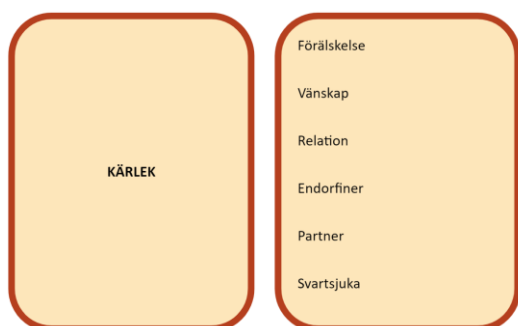 KÄRLEK
Förälskelse
Vänskap
Relation
Endorfiner
Partner
Svartsjuka